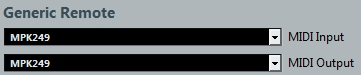 Generic Remote
MPK249 MIDI Input
MPK249 MIDI Output